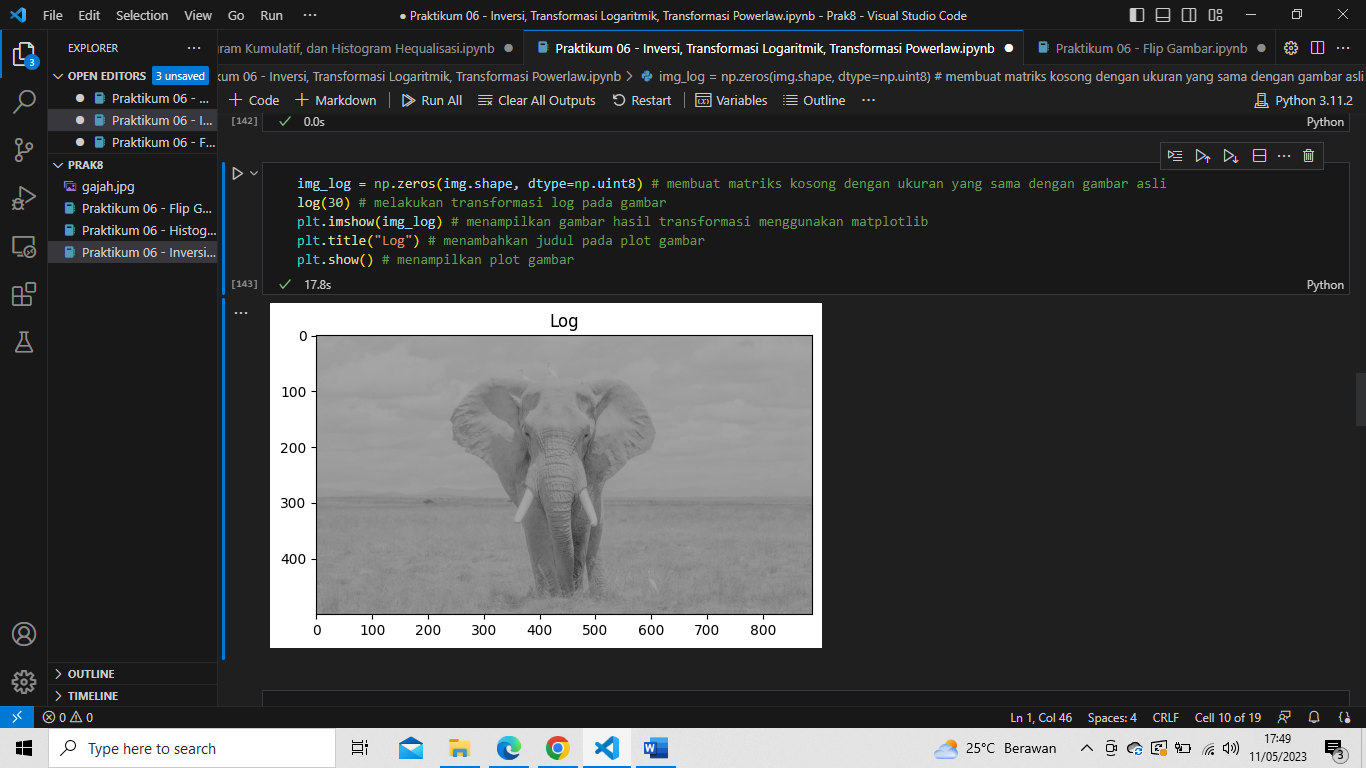 File Edit Selection View Go Run ··· ● Praktikum 06 - Inversi, Transformasi Logaritmik, Transformasi Powerlaw.ipynb - Prak8 - Visual Studio Code
EXPLORER ···
gram Kumulatif, dan Histogram Hequalisasi.ipynb ●
Praktikum 06 - Inversi, Transformasi Logaritmik, Transformasi Powerlaw.ipynb ●
Praktikum 06 - Flip Gambar.ipynb ●
OPEN EDITORS 3 unsaved
Praktikum 06 - ...
Praktikum 06 - I...
Praktikum 06 - F...
PRAK8
gajah.jpg
Praktikum 06 - Flip G...
Praktikum 06 - Histog...
Praktikum 06 - Inversi...
OUTLINE
TIMELINE
3
kum 06 - Inversi, Transformasi Logaritmik, Transformasi Powerlaw.ipynb > img_log = np.zeros(img.shape, dtype=np.uint8) # membuat matriks kosong dengan ukuran yang sama dengan gambar asli
+ Code + Markdown Run All Clear All Outputs Restart Variables Outline ··· Python 3.11.2
[142] ✓ 0.0s Python
img_log = np.zeros(img.shape, dtype=np.uint8) # membuat matriks kosong dengan ukuran yang sama dengan gambar asli
log(30) # melakukan transformasi log pada gambar
plt.imshow(img_log) # menampilkan gambar hasil transformasi menggunakan matplotlib
plt.title("Log") # menambahkan judul pada plot gambar
plt.show() # menampilkan plot gambar
[143] ✓ 17.8s Python
···
Log
0
100
200
300
400
0 100 200 300 400 500 600 700 800
0 0 Ln 1, Col 46 Spaces: 4 CRLF Cell 10 of 19
Type here to search
25°C Berawan
17:49
11/05/2023
3